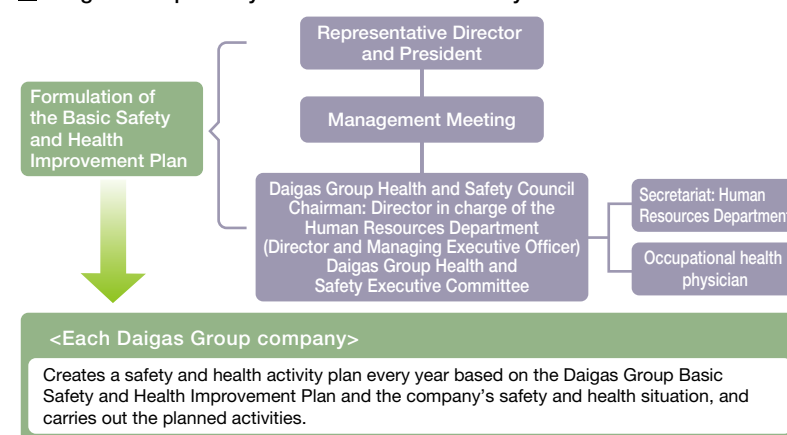 Representative Director
and President
Formulation of
the Basic Safety
and Health
Improvement Plan
Management Meeting
Daigas Group Health and Safety Council
Chairman: Director in charge of the
Human Resources Department
(Director and Managing Executive Officer)
Daigas Group Health and
Safety Executive Committee
Secretariat: Human
Resources Department
Occupational health
physician
<Each Daigas Group company>
Creates a safety and health activity plan every year based on the Daigas Group Basic
Safety and Health Improvement Plan and the company’s safety and health situation, and
carries out the planned activities.